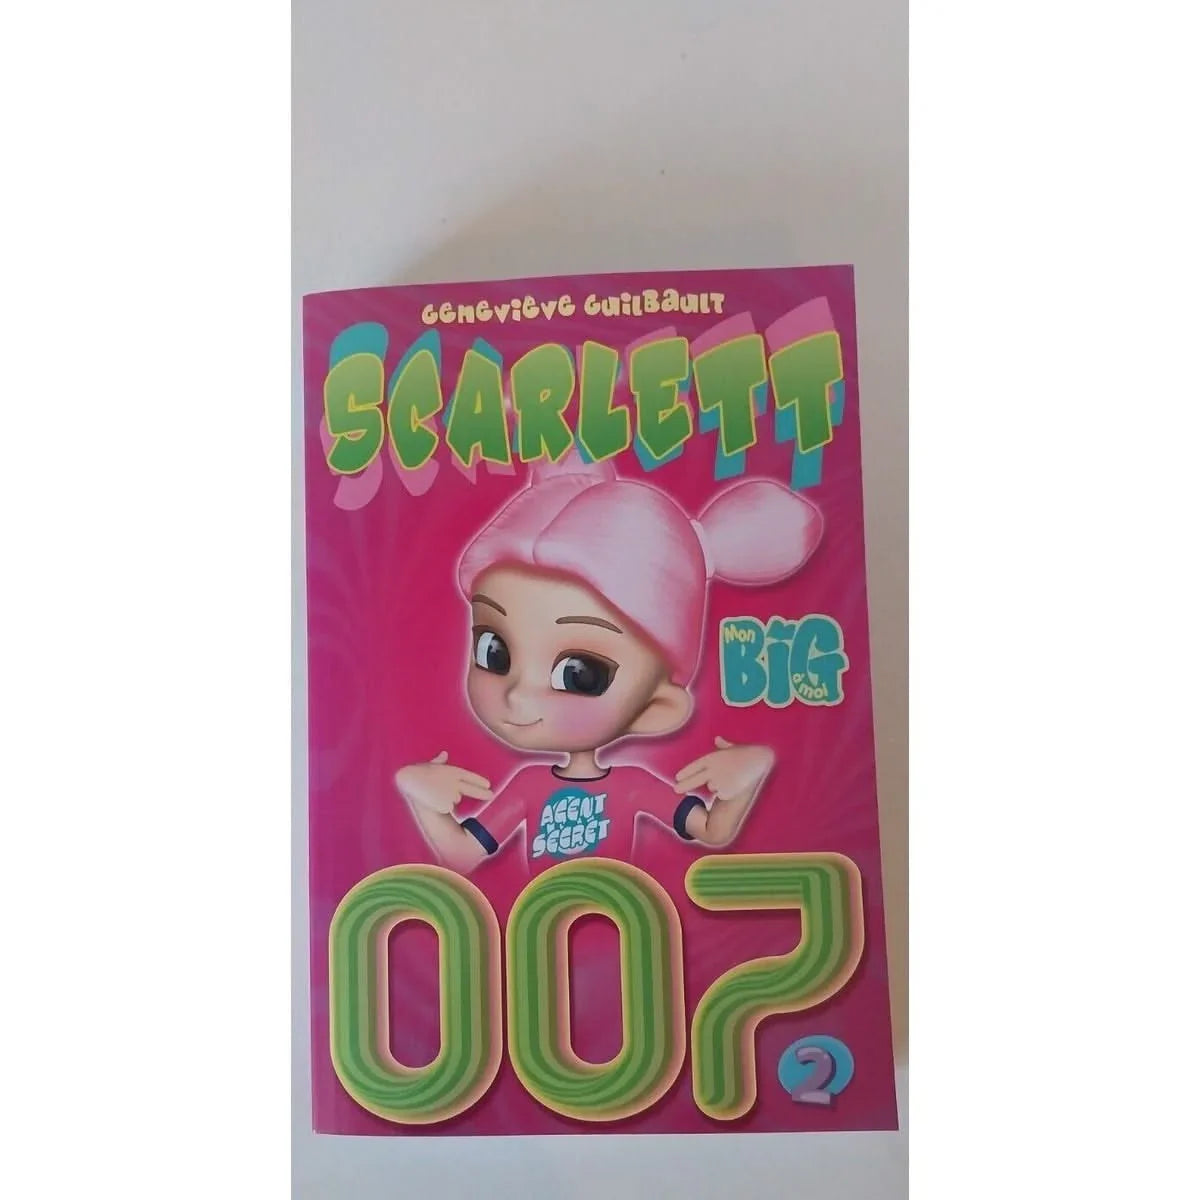 Geneviève Guilbault
SCARLETT
Mon
BiG
à moi
AGENT
SECRET
007
2